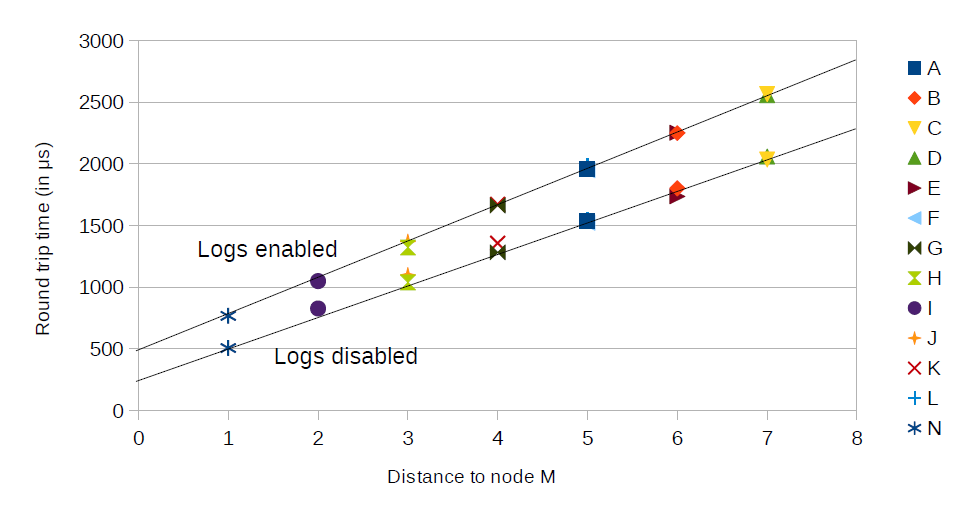 3000
2500
2000
1500
1000
500
0
0 1 2 3 4 5 6 7 8
Round trip time (in µs)
Distance to node M
Logs enabled
Logs disabled
A
B
C
D
E
F
G
H
I
J
K
L
N